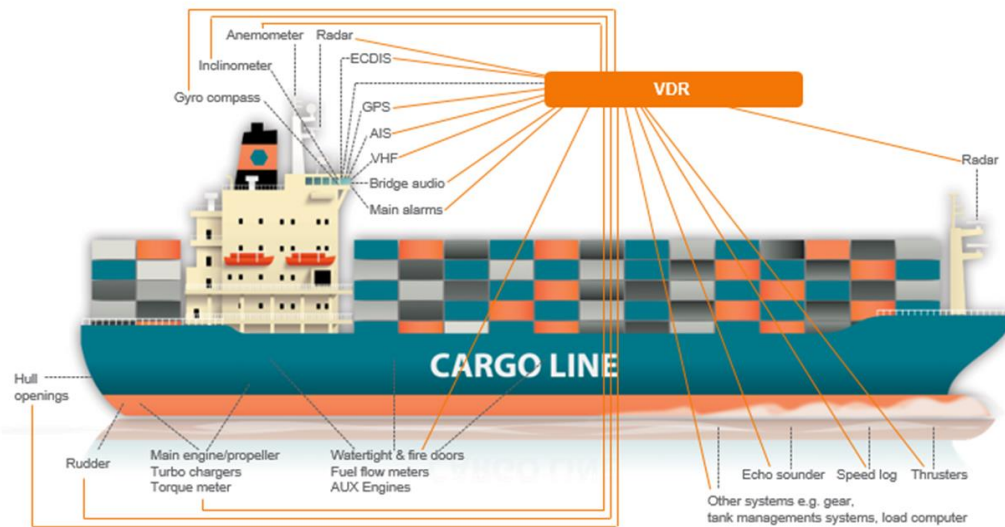 Anemometer
Radar
Inclinometer
ECDIS
Gyro compass
VDR
GPS
AIS
VHF
Bridge audio
Main alarms
Radar
CARGO LINE
Hull
openings
Rudder
Main engine/propeller
Turbo chargers
Torque meter
Watertight & fire doors
Fuel flow meters
AUX Engines
Echo sounder
Speed log
Thrusters
Other systems e.g. gear,
tank managements systems, load computer